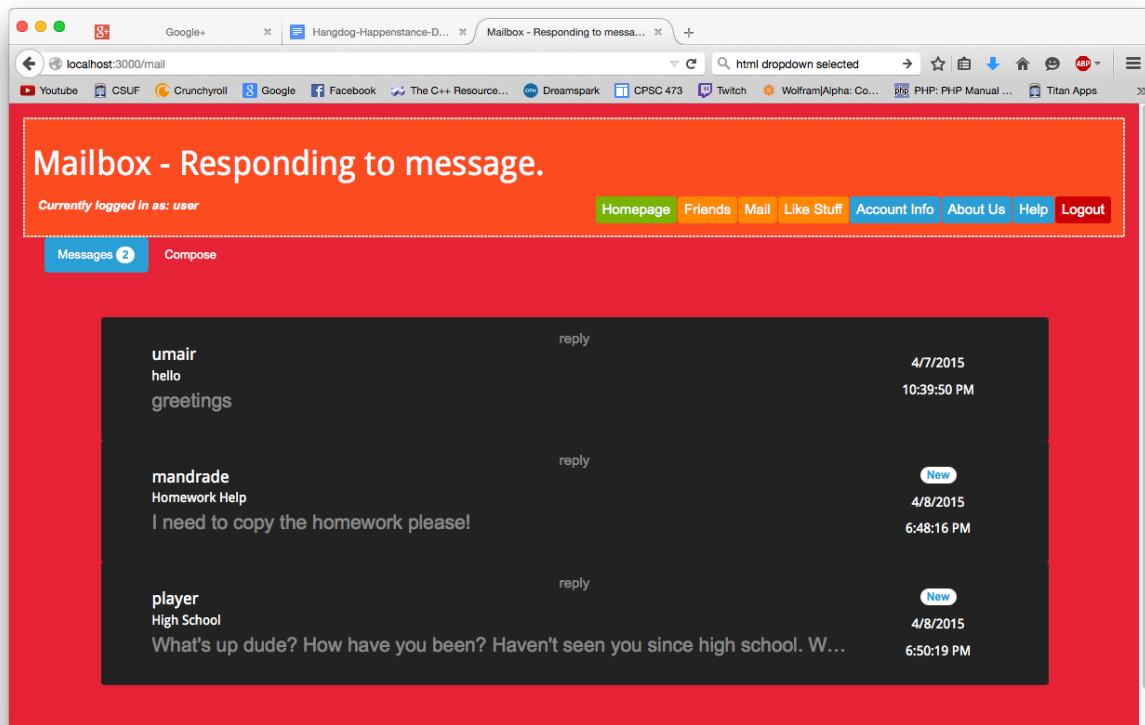 Google+
Hangdog-Happenstance-D...
Mailbox - Responding to messa...
localhost:3000/mail
html dropdown selected
ABP
Youtube
CSUF
Crunchyroll
Google
Facebook
The C++ Resource...
Dreamspark
CPSC 473
Twitch
Wolfram|Alpha: Co...
PHP: PHP Manual ...
Titan Apps
Mailbox - Responding to message.
Currently logged in as: user
Homepage Friends Mail Like Stuff Account Info About Us Help Logout
Messages 2 Compose
reply
umair
hello
greetings
4/7/2015
10:39:50 PM
reply
mandrade
Homework Help
I need to copy the homework please!
New
4/8/2015
6:48:16 PM
reply
player
High School
What's up dude? How have you been? Haven't seen you since high school. W...
New
4/8/2015
6:50:19 PM